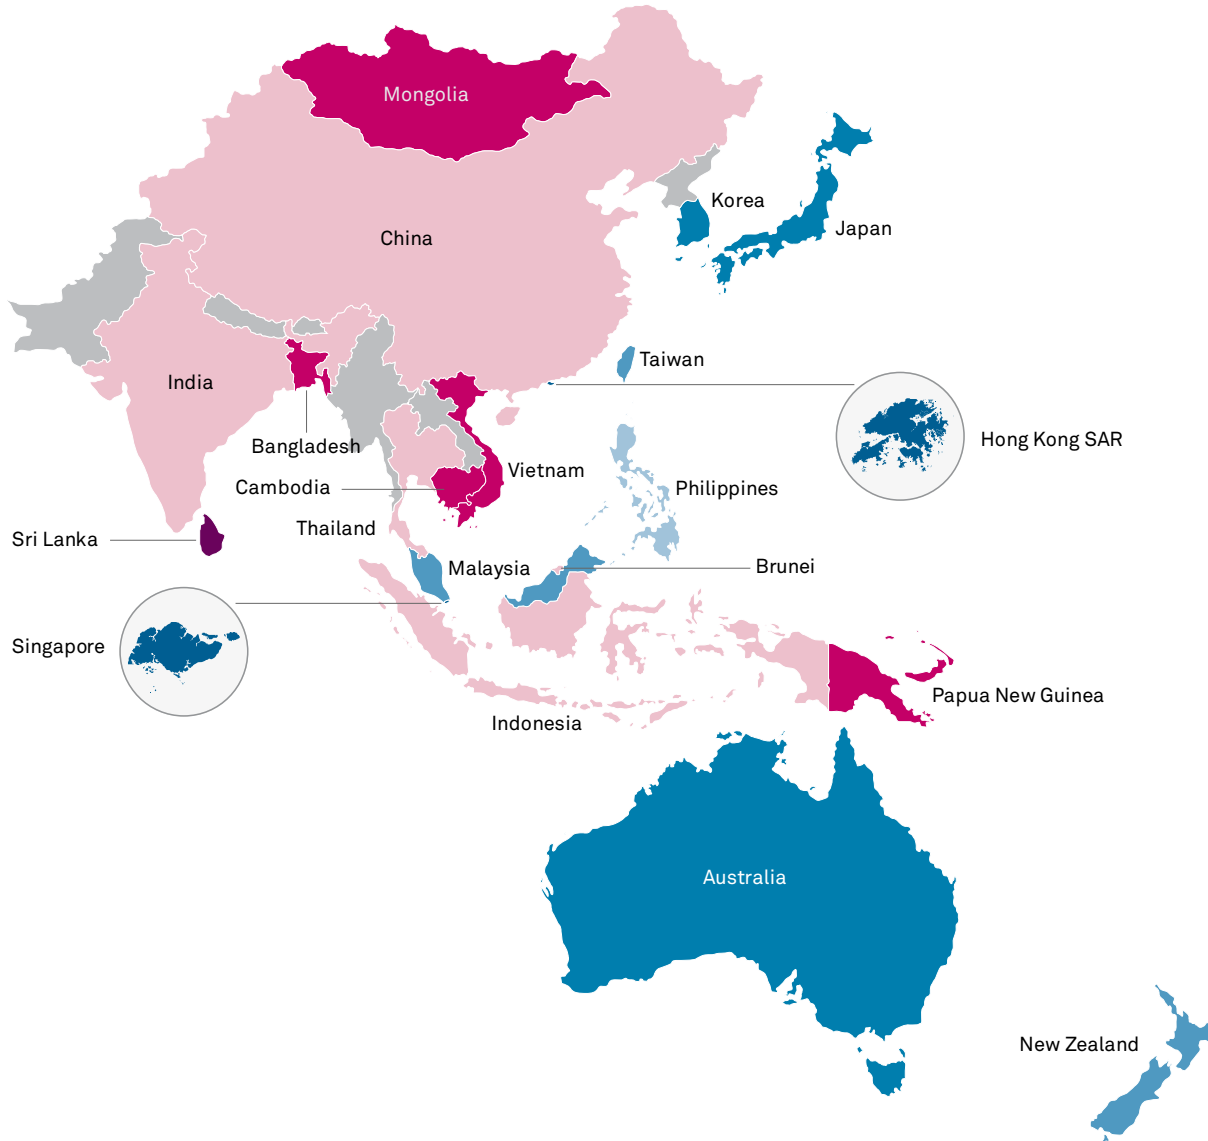 Mongolia
Korea
Japan
China
Taiwan
India
Hong Kong SAR
Bangladesh
Vietnam
Cambodia
Philippines
Thailand
Sri Lanka
Malaysia
Brunei
Singapore
Papua New Guinea
Indonesia
Australia
New Zealand